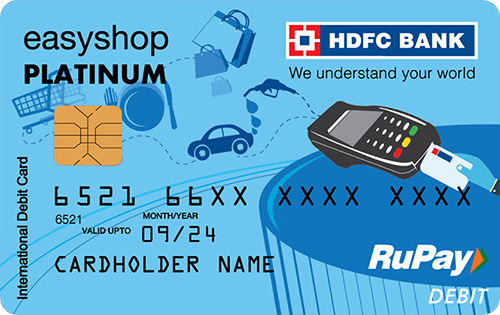 easyshop
PLATINUM
HDFC BANK
We understand your world
International Debit Card
6521 66XX XXXX XXXX
6521
MONTH/YEAR
VALID UPTO 09/24
CARDHOLDER NAME
RuPay
DEBIT